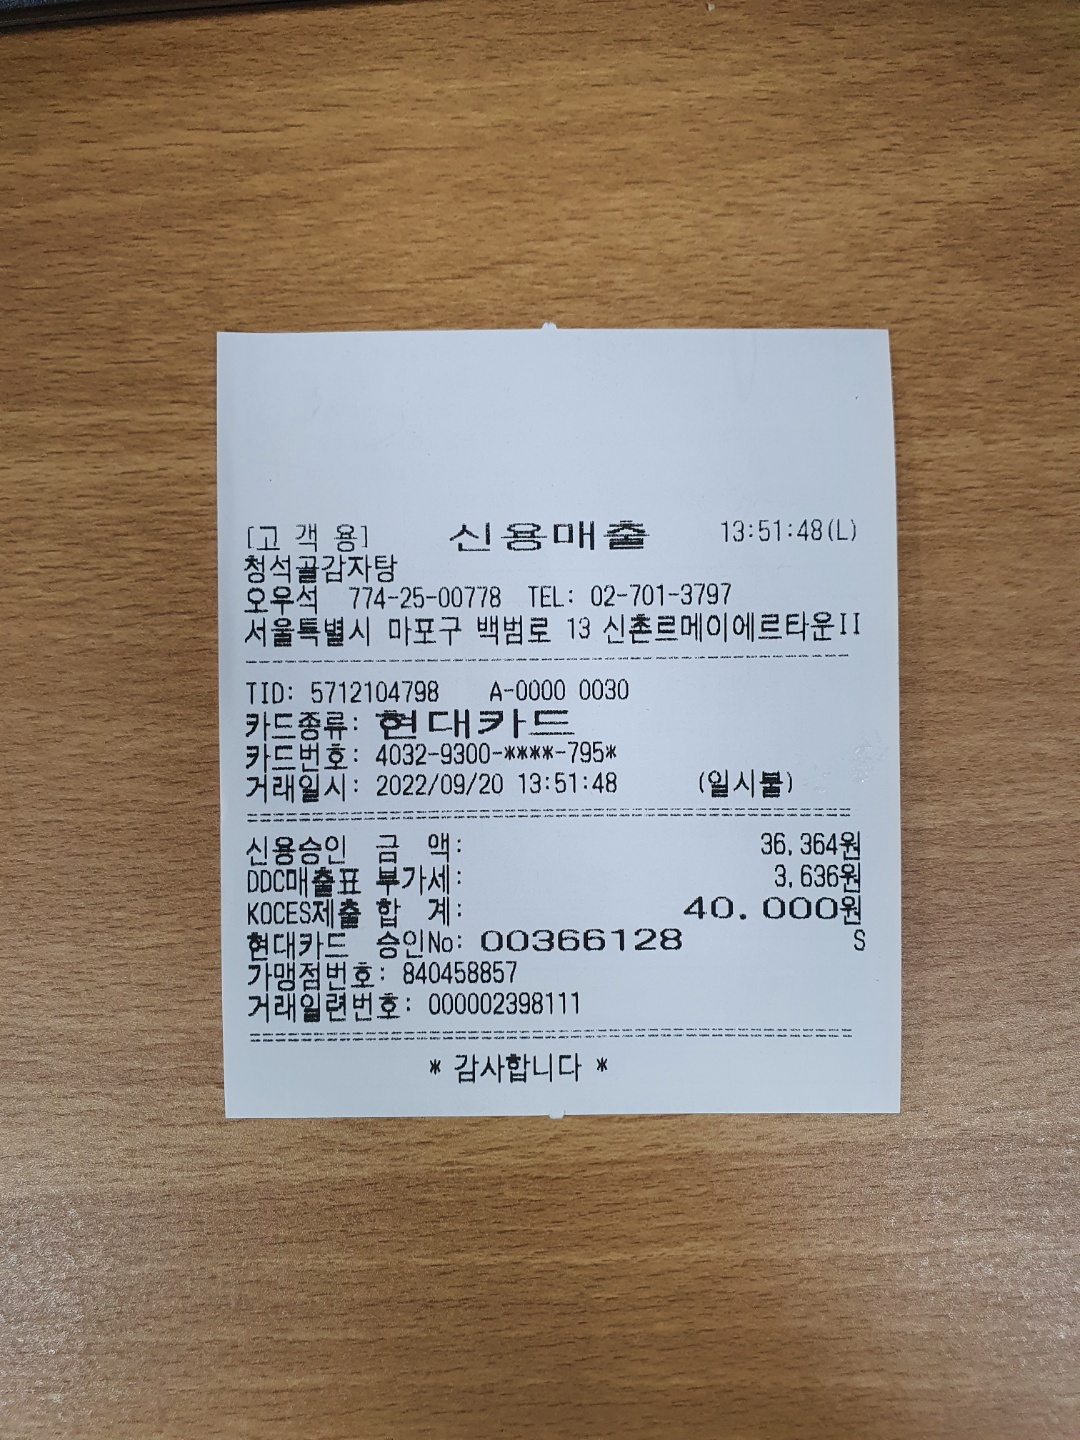 [고 객 용] 신용매출 13:51:48(L)
청석골감자탕
오우석 774-25-00778 TEL: 02-701-3797
서울특별시 마포구 백범로 13 신촌르메이에르타운II
TID: 5712104798 A-0000 0030
카드종류: 현대카드
카드번호: 4032-9300-****-795*
거래일시: 2022/09/20 13:51:48 (일시불)
신용승인 금 액: 36,364원
DDC매출표 부가세: 3,636원
KOCES제출 합 계: 40.000원
현대카드 승인No: 00366128 S
가맹점번호: 840458857
거래일련번호: 000002398111
* 감사합니다 *